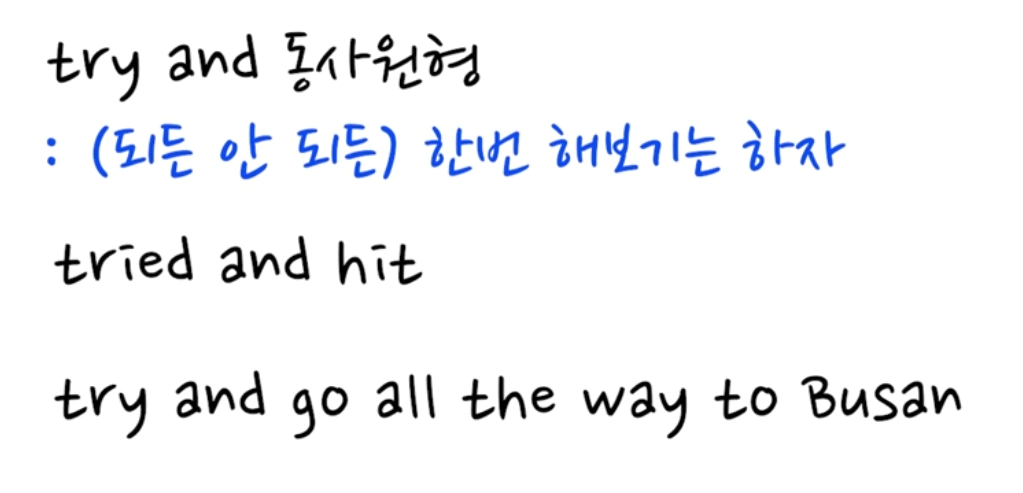 try and 동사원형
: (되든 안 되든) 한번 해보기는 하자
tried and hit
try and go all the way to Busan